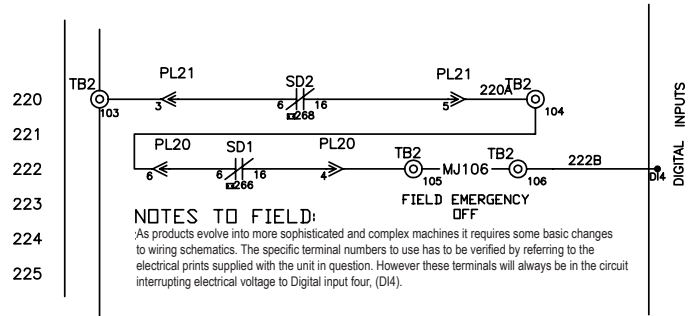 PL21
SD2
PL21
TB2
220A
TB2
220
3
6
16
5
103
104
268
221
PL20
SD1
PL20
TB2
TB2
222
MJ106
222B
6
6
16
4
105
106
DI4
266
DIGITAL INPUTS
223
FIELD EMERGENCY
OFF
NOTES TO FIELD:
224
;As products evolve into more sophisticated and complex machines it requires some basic changes
to wiring schematics. The specific terminal numbers to use has to be verified by referring to the
electrical prints supplied with the unit in question. However these terminals will always be in the circuit
225
interrupting electrical voltage to Digital input four, (DI4).